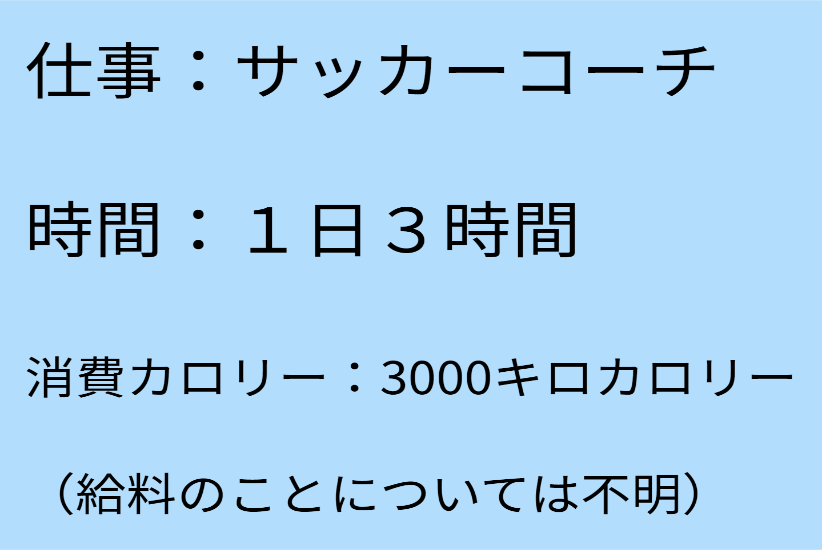 仕事：サッカーコーチ
時間：１日３時間
消費カロリー：3000キロカロリー
（給料のことについては不明）